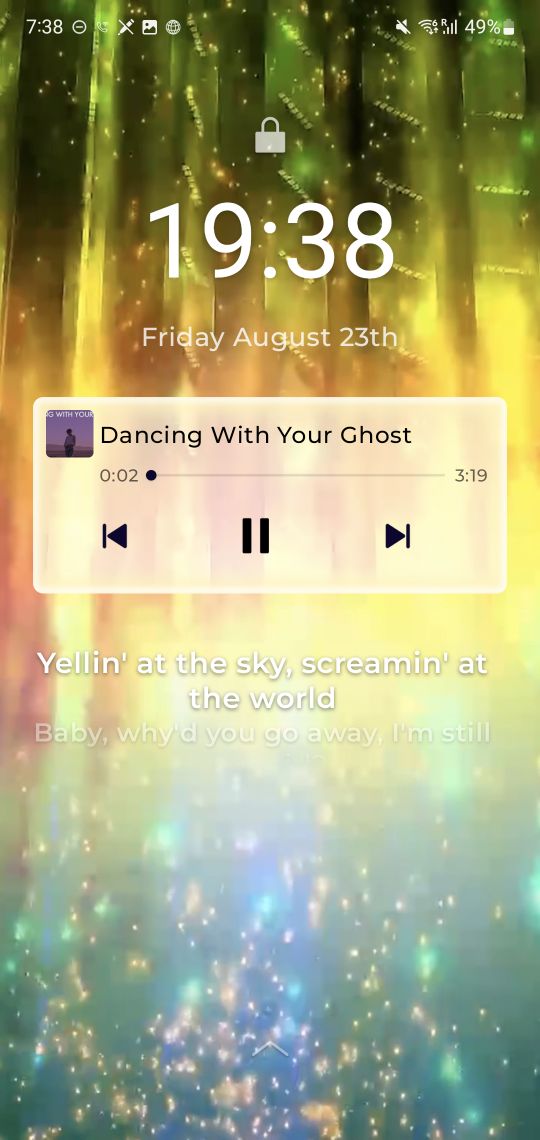 7:38
49%
19:38
Friday August 23th
G WITH YOUR
Dancing With Your Ghost
0:02
3:19
Yellin' at the sky, screamin' at
the world
Baby, why'd you go away, I'm still